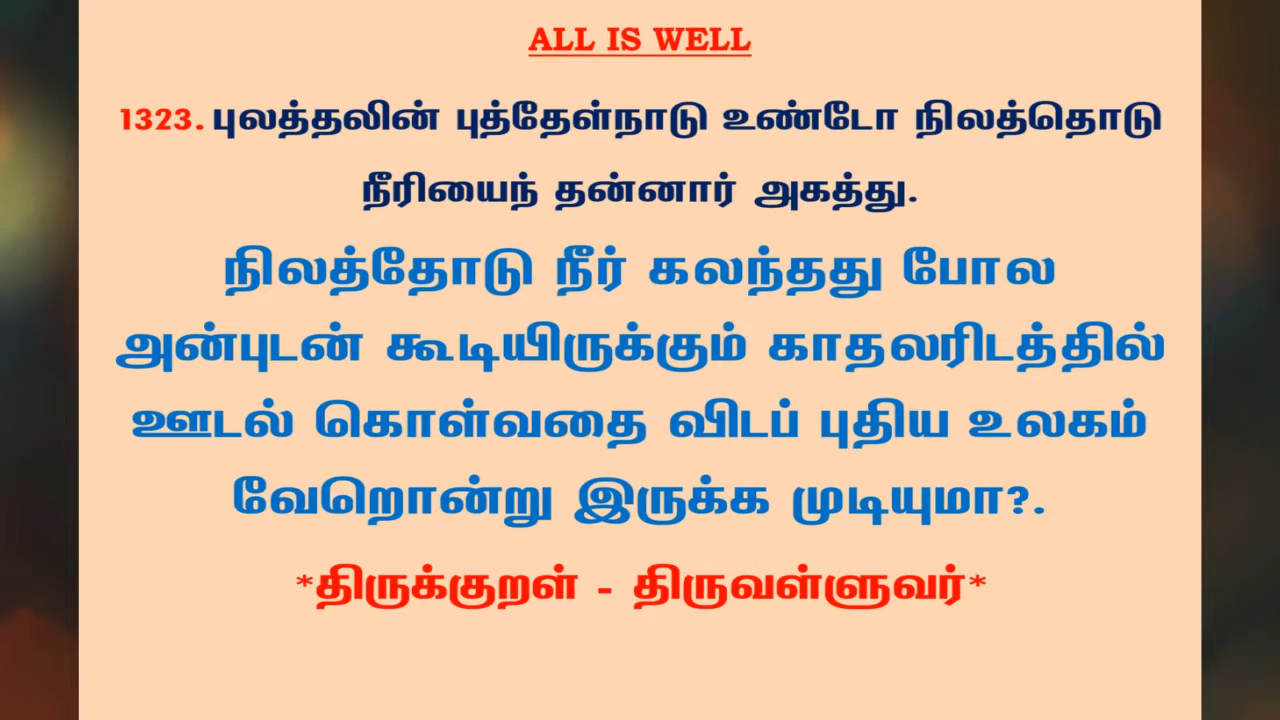 ALL IS WELL
1323. புலத்தலின் புத்தேள்நாடு உண்டோ நிலத்தொடு
நீரியைந் தன்னார் அகத்து.
நிலத்தோடு நீர் கலந்தது போல
அன்புடன் கூடியிருக்கும் காதலரிடத்தில்
ஊடல் கொள்வதை விடப் புதிய உலகம்
வேறொன்று இருக்க முடியுமா?.
*திருக்குறள் - திருவள்ளுவர்*